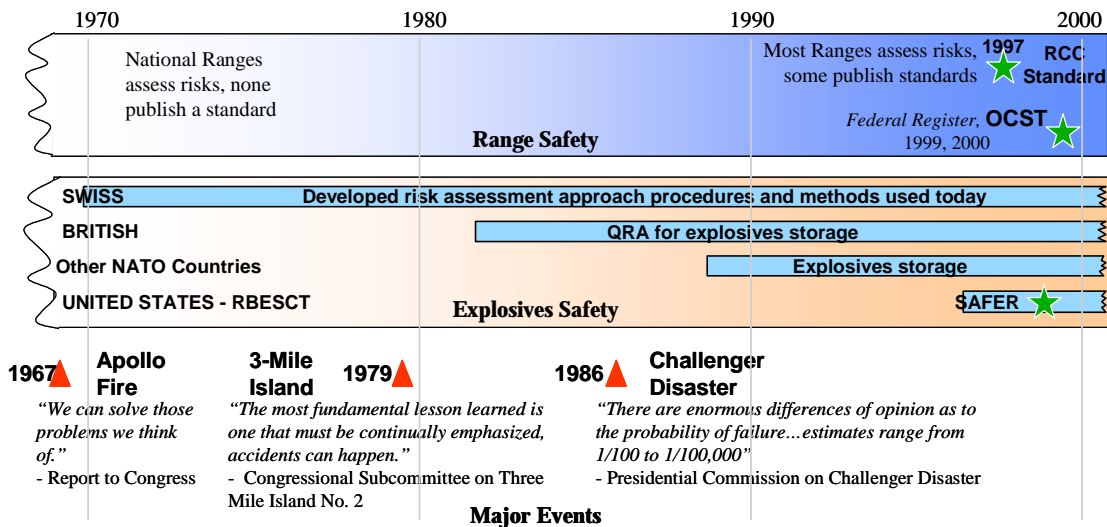 1970 1980 1990 2000
National Ranges
assess risks, none
publish a standard
Most Ranges assess risks,
some publish standards
1997
RCC
Standard
Federal Register, OCST
1999, 2000
Range Safety
SWISS Developed risk assessment approach procedures and methods used today
BRITISH QRA for explosives storage
Other NATO Countries Explosives storage
UNITED STATES - RBESCT SAFER
Explosives Safety
1967 Apollo
Fire
“We can solve those
problems we think
of.”
- Report to Congress
3-Mile
Island 1979
“The most fundamental lesson learned is
one that must be continually emphasized,
accidents can happen.”
- Congressional Subcommittee on Three
Mile Island No. 2
1986 Challenger
Disaster
“There are enormous differences of opinion as to
the probability of failure…estimates range from
1/100 to 1/100,000”
- Presidential Commission on Challenger Disaster
Major Events